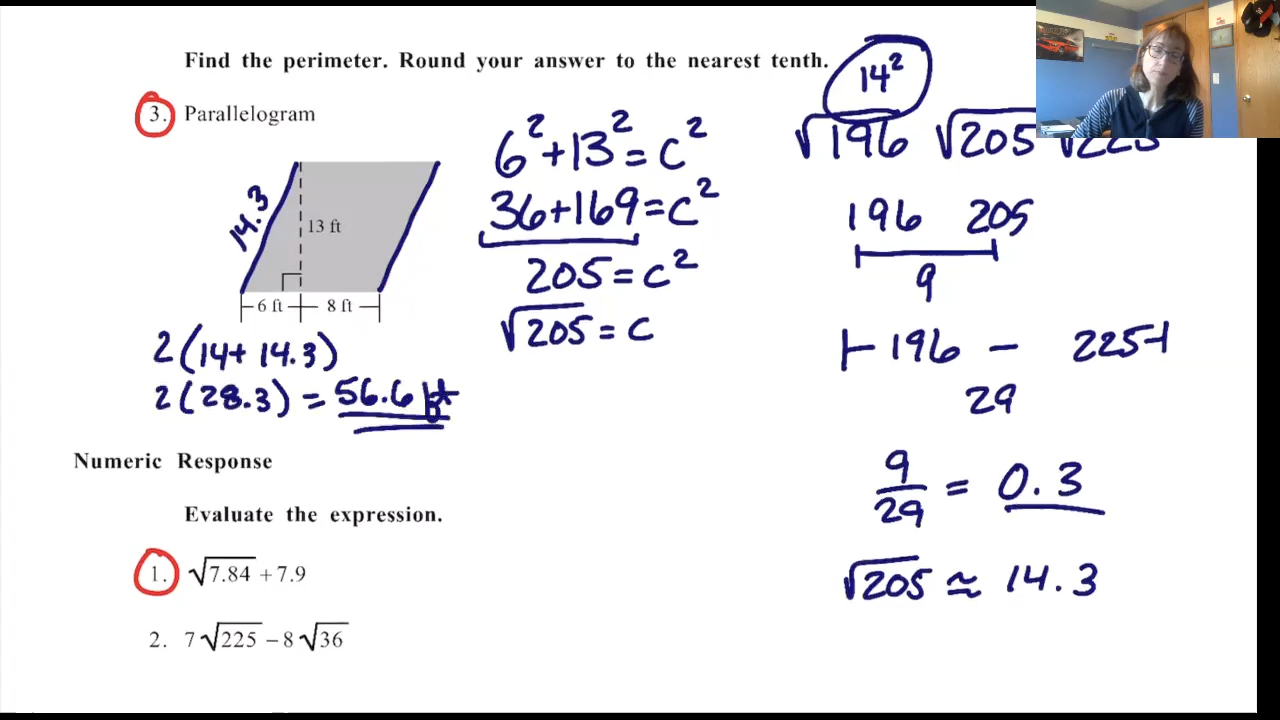 Find the perimeter. Round your answer to the nearest tenth.
3. Parallelogram
14.3
13 ft
6 ft
8 ft
2(14+ 14.3)
2(28.3) = 56.6 ft
6² + 13² = c²
36+169 = c²
205 = c²
√205 = c
14²
√196 √205 √225
196 205
9
196 – 225
29
9/29 = 0.3
√205 ≈ 14.3
Numeric Response
Evaluate the expression.
1. √7.84 + 7.9
2. 7√225 – 8√36